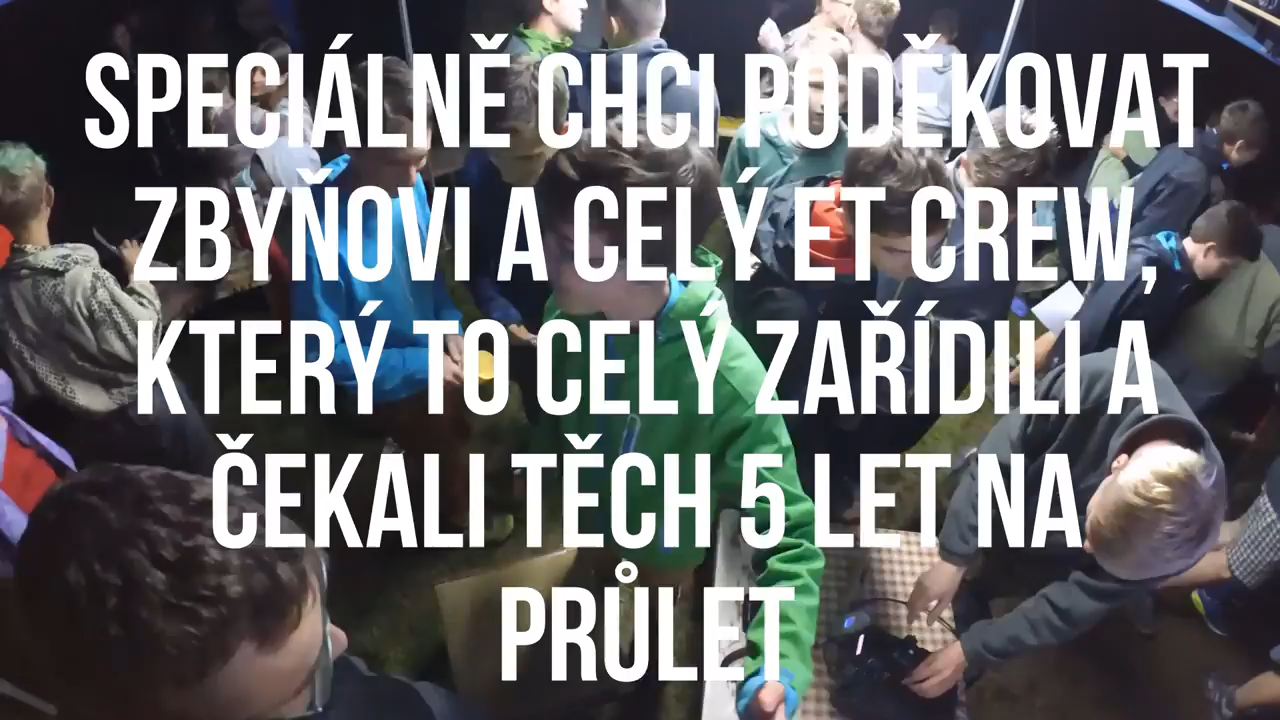 SPECIÁLNĚ CHCI PODĚKOVAT
ZBYŇOVI A CELÝ ET CREW,
KTERÝ TO CELÝ ZAŘÍDILI A
ČEKALI TĚCH 5 LET NA
PRŮLET